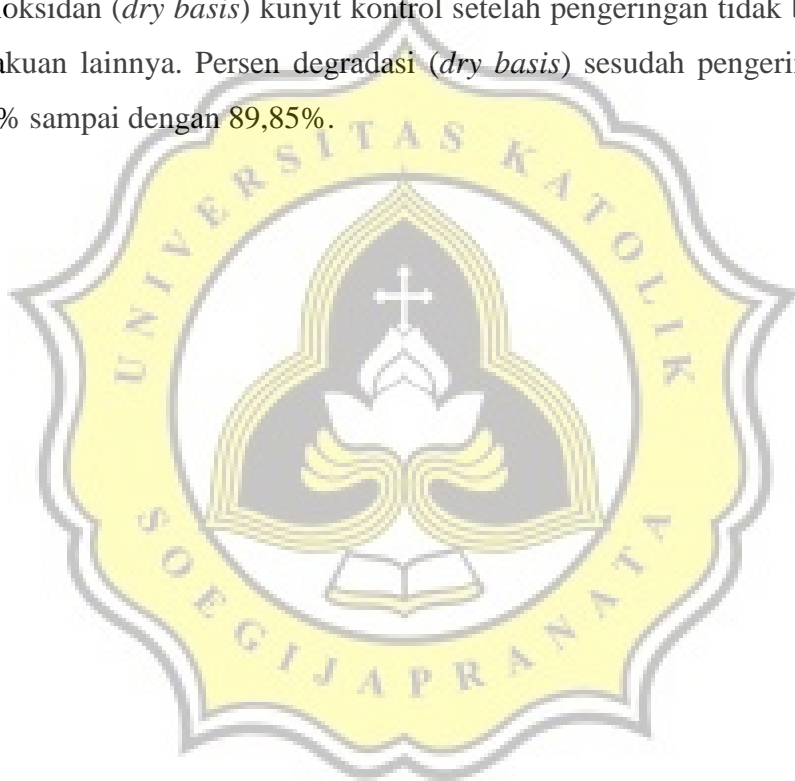 oksidan (dry basis) kunyit kontrol setelah pengeringan tidak
akuan lainnya. Persen degradasi (dry basis) sesudah
% sampai dengan 89,85%.
UNIVERSITAS KATOLIK
SOEGIJAPRANATA